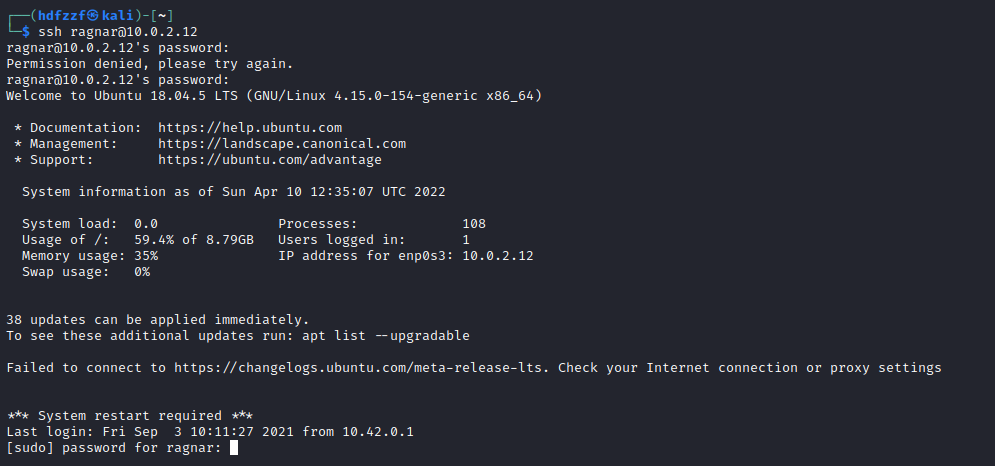 ┌──(hdfzzf㉿kali)-[~]
└─$ ssh ragnar@10.0.2.12
ragnar@10.0.2.12's password:
Permission denied, please try again.
ragnar@10.0.2.12's password:
Welcome to Ubuntu 18.04.5 LTS (GNU/Linux 4.15.0-154-generic x86_64)
* Documentation:  https://help.ubuntu.com
* Management:     https://landscape.canonical.com
* Support:        https://ubuntu.com/advantage
System information as of Sun Apr 10 12:35:07 UTC 2022
System load:  0.0               Processes:             108
Usage of /:   59.4% of 8.79GB   Users logged in:       1
Memory usage: 35%               IP address for enp0s3: 10.0.2.12
Swap usage:   0%
38 updates can be applied immediately.
To see these additional updates run: apt list --upgradable
Failed to connect to https://changelogs.ubuntu.com/meta-release-lts. Check your Internet connection or proxy settings
*** System restart required ***
Last login: Fri Sep  3 10:11:27 2021 from 10.42.0.1
[sudo] password for ragnar: